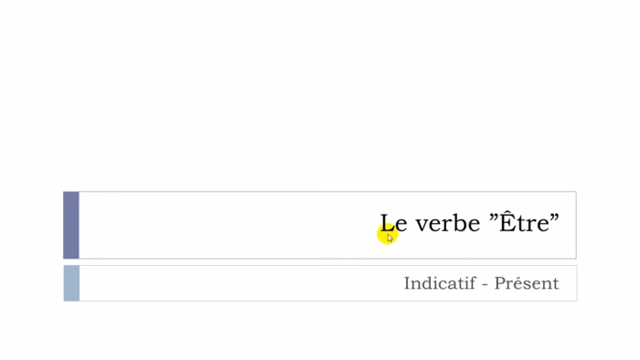 Le verbe ”Être”
Indicatif - Présent